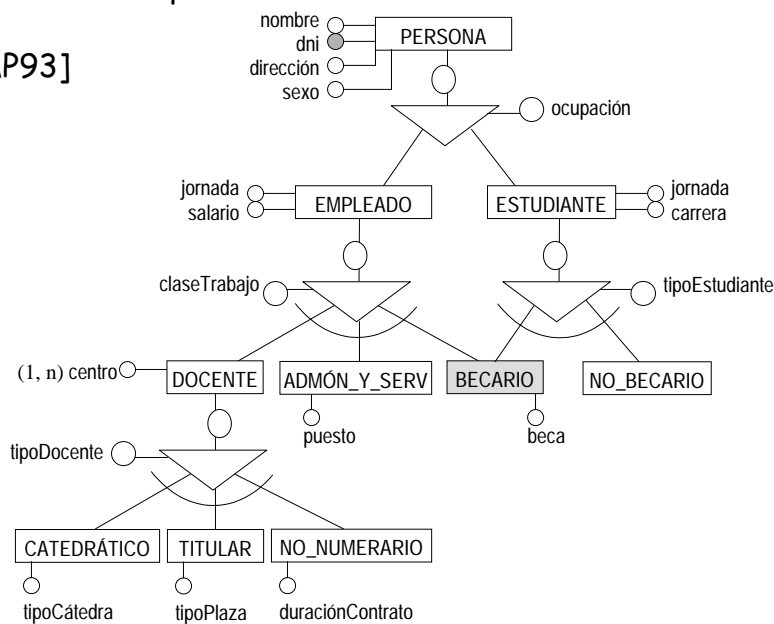 nombre
dni
dirección
sexo
PERSONA
P93]
ocupación
jornada
salario
EMPLEADO
ESTUDIANTE
jornada
carrera
claseTrabajo
tipoEstudiante
(1, n) centro
DOCENTE
ADMÓN_Y_SERV
BECARIO
NO_BECARIO
puesto
beca
tipoDocente
CATEDRÁTICO
TITULAR
NO_NUMERARIO
tipoCátedra
tipoPlaza
duraciónContrato